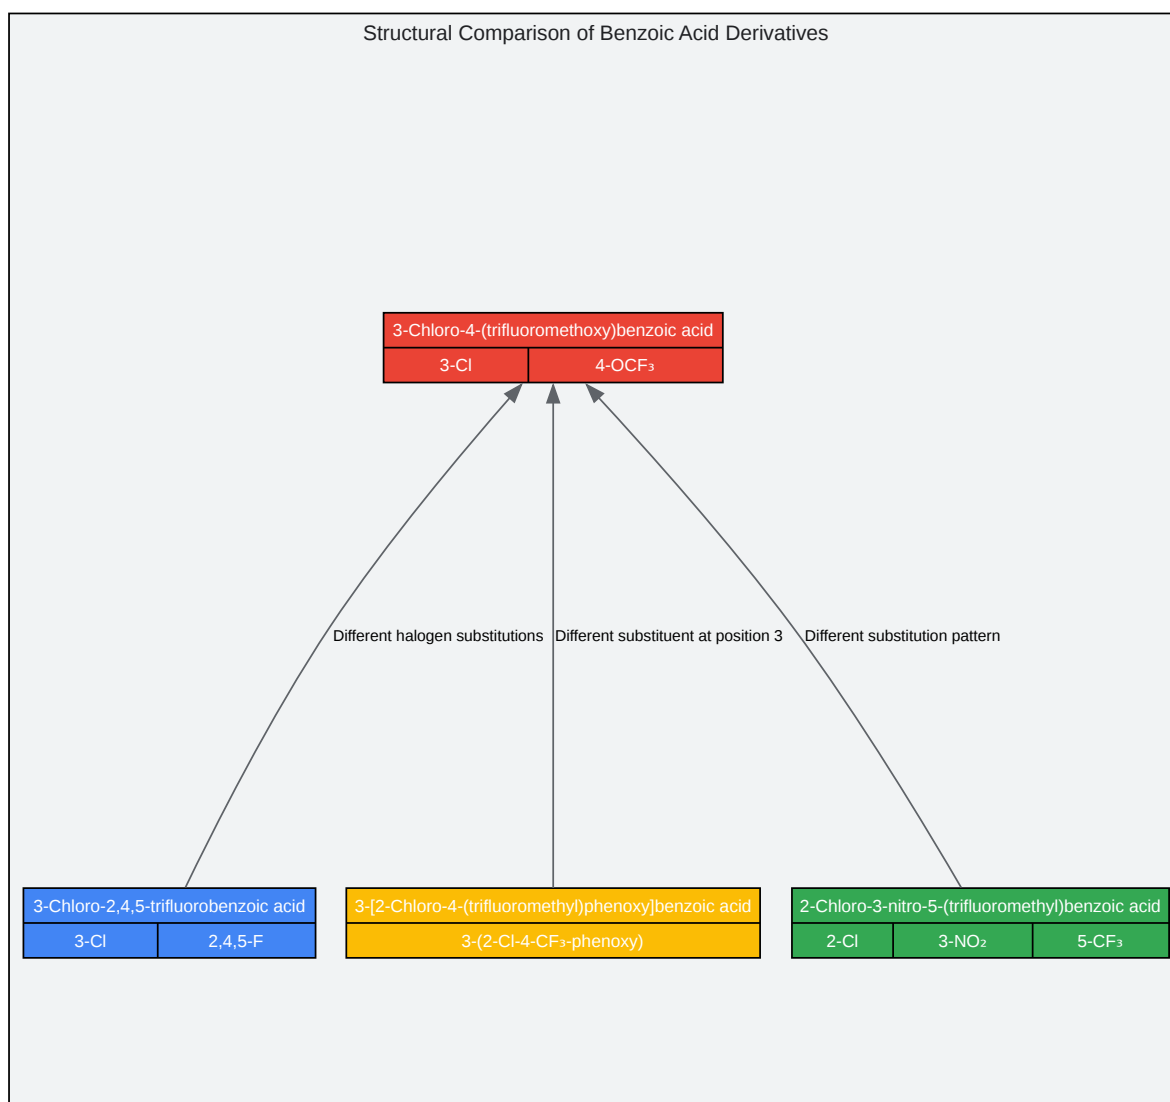 Structural Comparison of Benzoic Acid Derivatives
3-Chloro-4-(trifluoromethoxy)benzoic acid
3-Cl 4-OCF₃
Different halogen substitutions Different substituent at position 3 Different substitution pattern
3-Chloro-2,4,5-trifluorobenzoic acid 3-[2-Chloro-4-(trifluoromethyl)phenoxy]benzoic acid 2-Chloro-3-nitro-5-(trifluoromethyl)benzoic acid
3-Cl 2,4,5-F 3-(2-Cl-4-CF₃-phenoxy) 2-Cl 3-NO₂ 5-CF₃